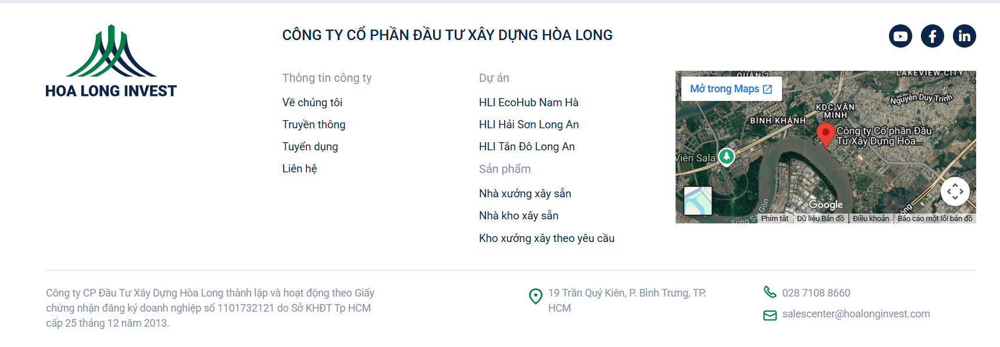 HOA LONG INVEST
CÔNG TY CỔ PHẦN ĐẦU TƯ XÂY DỰNG HÒA LONG
Thông tin công ty
Về chúng tôi
Truyền thông
Tuyển dụng
Liên hệ
Dự án
HLI EcoHub Nam Hà
HLI Hải Sơn Long An
HLI Tân Đô Long An
Sản phẩm
Nhà xưởng xây sẵn
Nhà kho xây sẵn
Kho xưởng xây theo yêu cầu
QUẬN 2
LAKEVIEW CITY
Mở trong Maps
Nguyễn Duy Trinh
KDC VĂN
MINH
BÌNH KHÁNH
Công ty Cổ phần Đầu
Tư Xây Dựng Hòa...
Viên Sala
Google
Sông Sài Gòn
Phím tắt
Dữ liệu Bản đồ
Điều khoản
Báo cáo một lỗi bản đồ
Công ty CP Đầu Tư Xây Dựng Hòa Long thành lập và hoạt động theo Giấy
chứng nhận đăng ký doanh nghiệp số 1101732121 do Sở KHĐT Tp HCM
cấp 25 tháng 12 năm 2013.
19 Trần Quý Kiên, P. Bình Trưng, TP.
HCM
028 7108 8660
salescenter@hoalonginvest.com